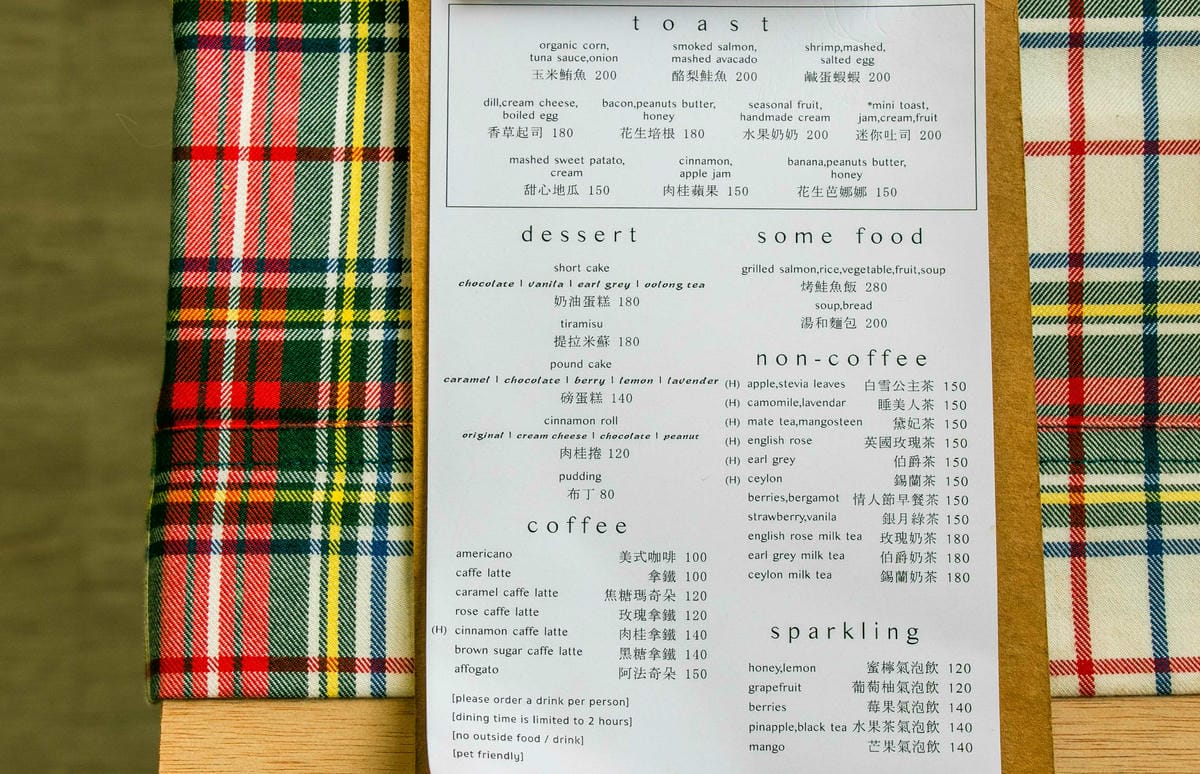 toast
organic corn, smoked salmon, shrimp,mashed,
tuna sauce,onion mashed avacado salted egg
玉米鮪魚 200 酪梨鮭魚 200 鹹蛋蝦蝦 200
dill,cream cheese, bacon,peanuts butter, seasonal fruit, *mini toast,
boiled egg honey handmade cream jam,cream,fruit
香草起司 180 花生培根 180 水果奶奶 200 迷你吐司 200
mashed sweet patato, cinnamon, banana,peanuts butter,
cream apple jam honey
甜心地瓜 150 肉桂蘋果 150 花生芭娜娜 150
dessert
short cake
chocolate | vanila | earl grey | oolong tea
奶油蛋糕 180
tiramisu
提拉米蘇 180
pound cake
caramel | chocolate | berry | lemon | lavender
磅蛋糕 140
cinnamon roll
original | cream cheese | chocolate | peanut
肉桂捲 120
pudding
布丁 80
coffee
americano 美式咖啡 100
caffe latte 拿鐵 100
caramel caffe latte 焦糖瑪奇朵 120
rose caffe latte 玫瑰拿鐵 120
(H) cinnamon caffe latte 肉桂拿鐵 140
brown sugar caffe latte 黑糖拿鐵 140
affogato 阿法奇朵 150
[please order a drink per person]
[dining time is limited to 2 hours]
[no outside food / drink]
[pet friendly]
some food
grilled salmon,rice,vegetable,fruit,soup
烤鮭魚飯 280
soup,bread
湯和麵包 200
non-coffee
(H) apple,stevia leaves 白雪公主茶 150
(H) camomile,lavendar 睡美人茶 150
(H) mate tea,mangosteen 黛妃茶 150
(H) english rose 英國玫瑰茶 150
(H) earl grey 伯爵茶 150
(H) ceylon 錫蘭茶 150
berries,bergamot 情人節早餐茶 150
strawberry,vanila 銀月綠茶 150
english rose milk tea 玫瑰奶茶 180
earl grey milk tea 伯爵奶茶 180
ceylon milk tea 錫蘭奶茶 180
sparkling
honey,lemon 蜜檸氣泡飲 120
grapefruit 葡萄柚氣泡飲 120
berries 莓果氣泡飲 140
pinapple,black tea 水果茶氣泡飲 140
mango 芒果氣泡飲 140